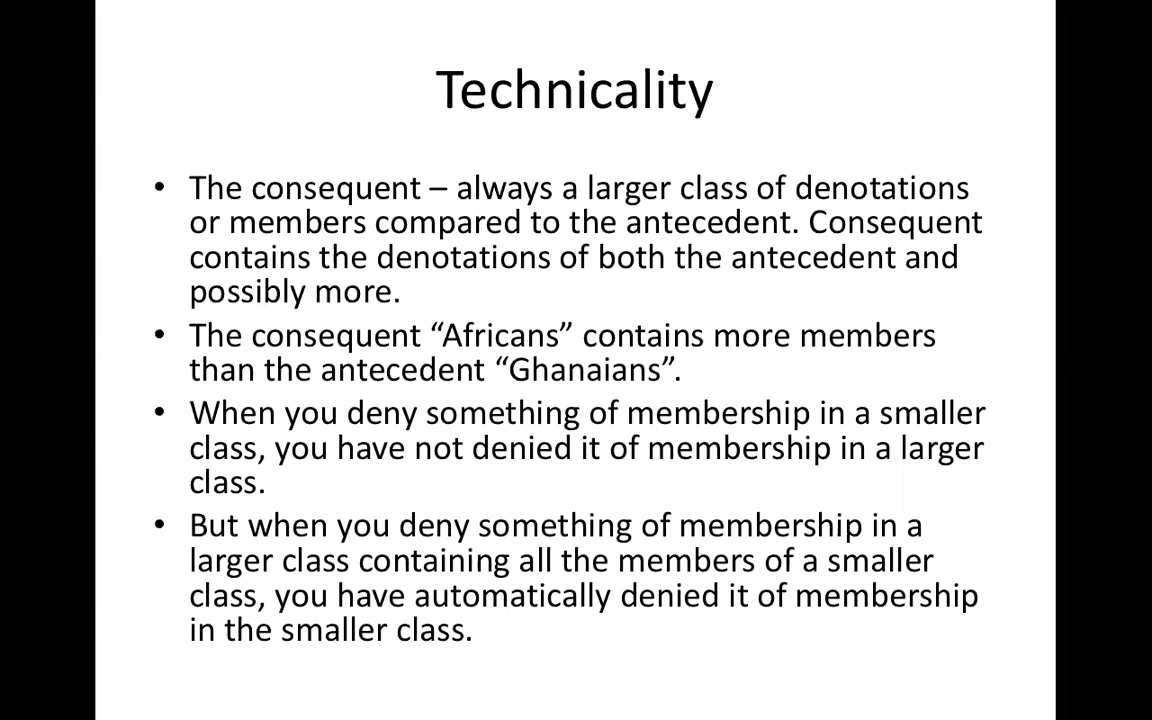 Technicality
• The consequent – always a larger class of denotations
or members compared to the antecedent. Consequent
contains the denotations of both the antecedent and
possibly more.
• The consequent “Africans” contains more members
than the antecedent “Ghanaians”.
• When you deny something of membership in a smaller
class, you have not denied it of membership in a larger
class.
• But when you deny something of membership in a
larger class containing all the members of a smaller
class, you have automatically denied it of membership
in the smaller class.